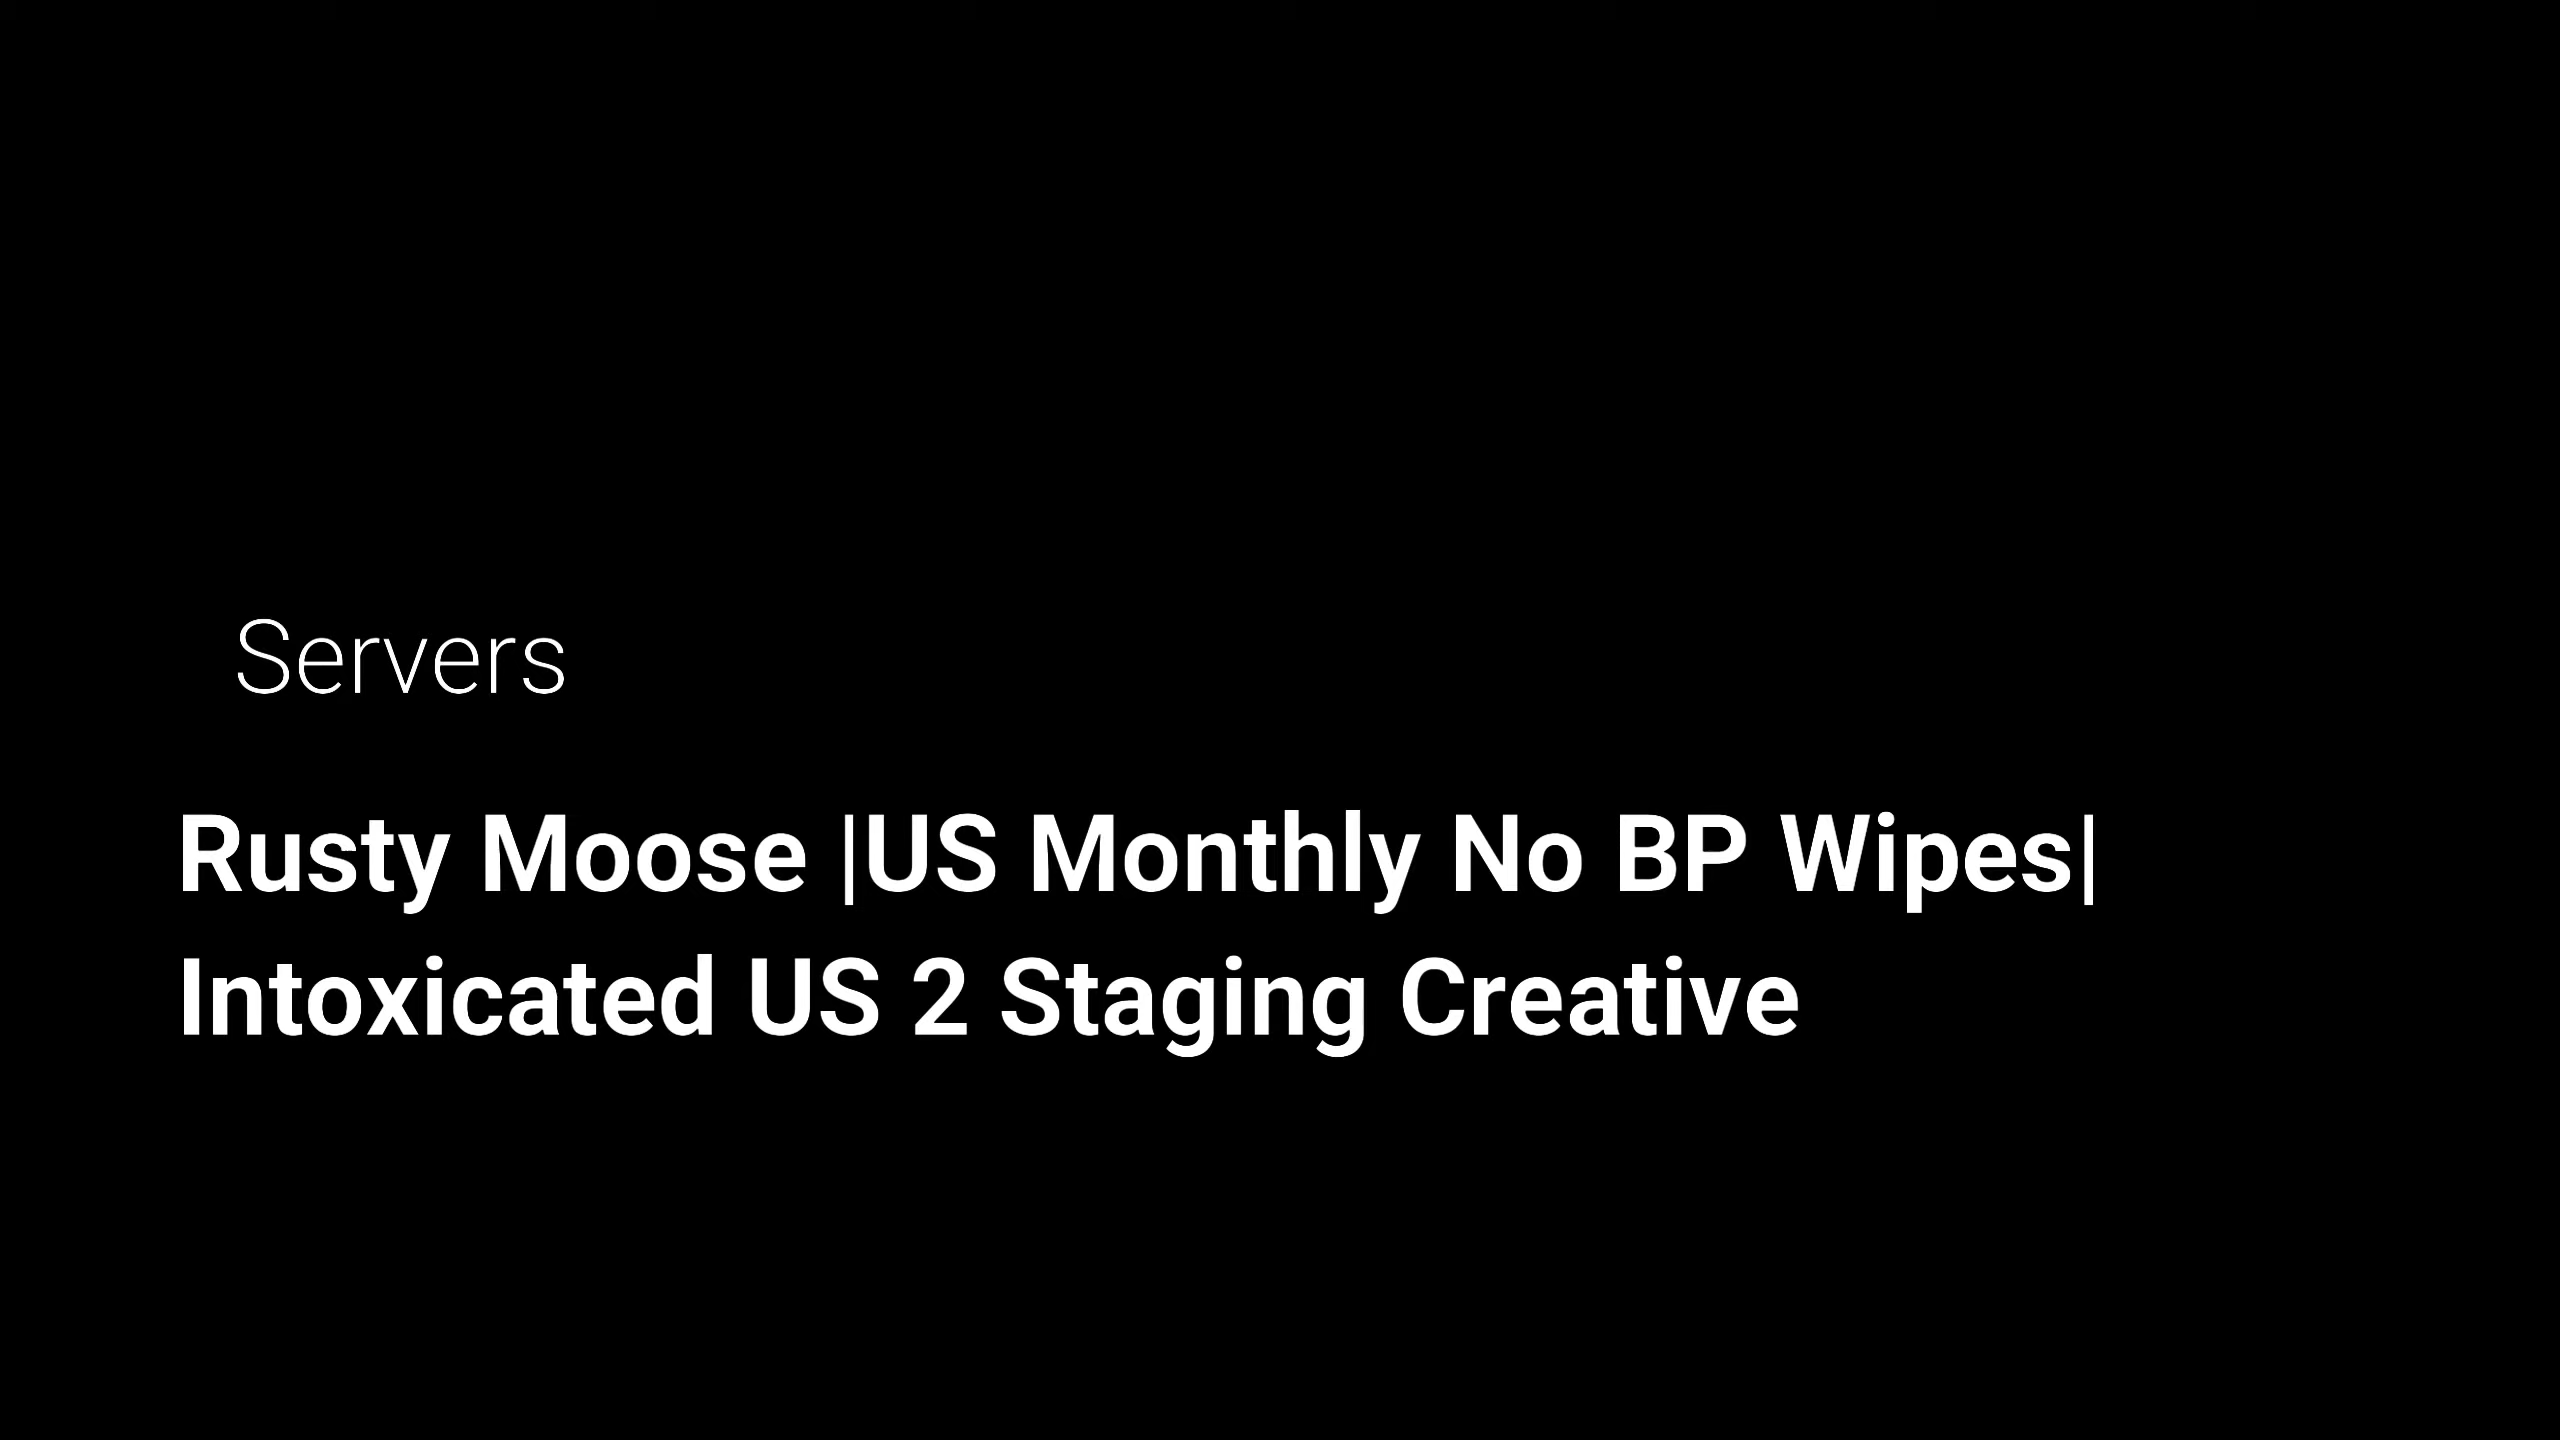 Servers
Rusty Moose |US Monthly No BP Wipes|
Intoxicated US 2 Staging Creative